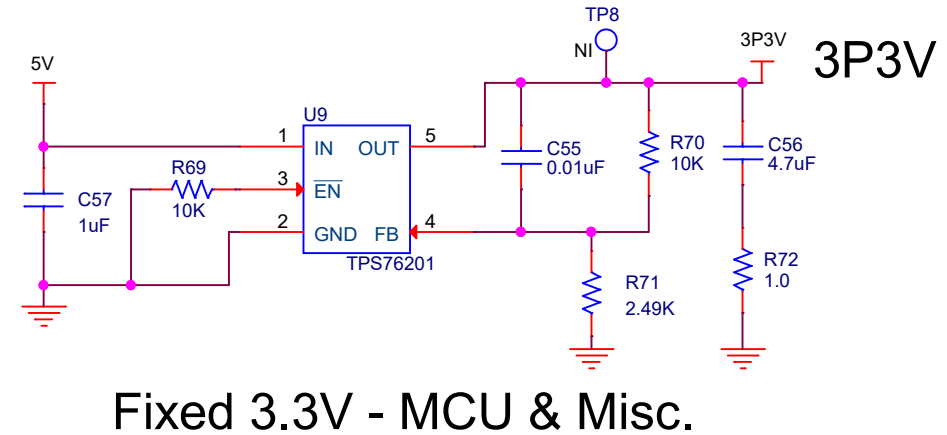 TP8
NI
3P3V
3P3V
5V
U9
1
IN
OUT
5
R69
10K
3
EN
C57
1uF
2
GND
FB
4
TPS76201
C55
0.01uF
R70
10K
C56
4.7uF
R71
2.49K
R72
1.0
Fixed 3.3V - MCU & Misc.